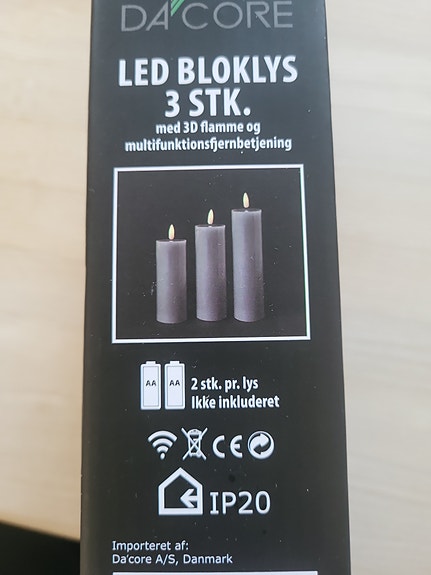 DA'CORE
LED BLOKLYS
3 STK.
med 3D flamme og
multifunktionsfjernbetjening
AA AA
2 stk. pr. lys
Ikke inkluderet
CE
IP20
Importeret af:
Da'core A/S, Danmark